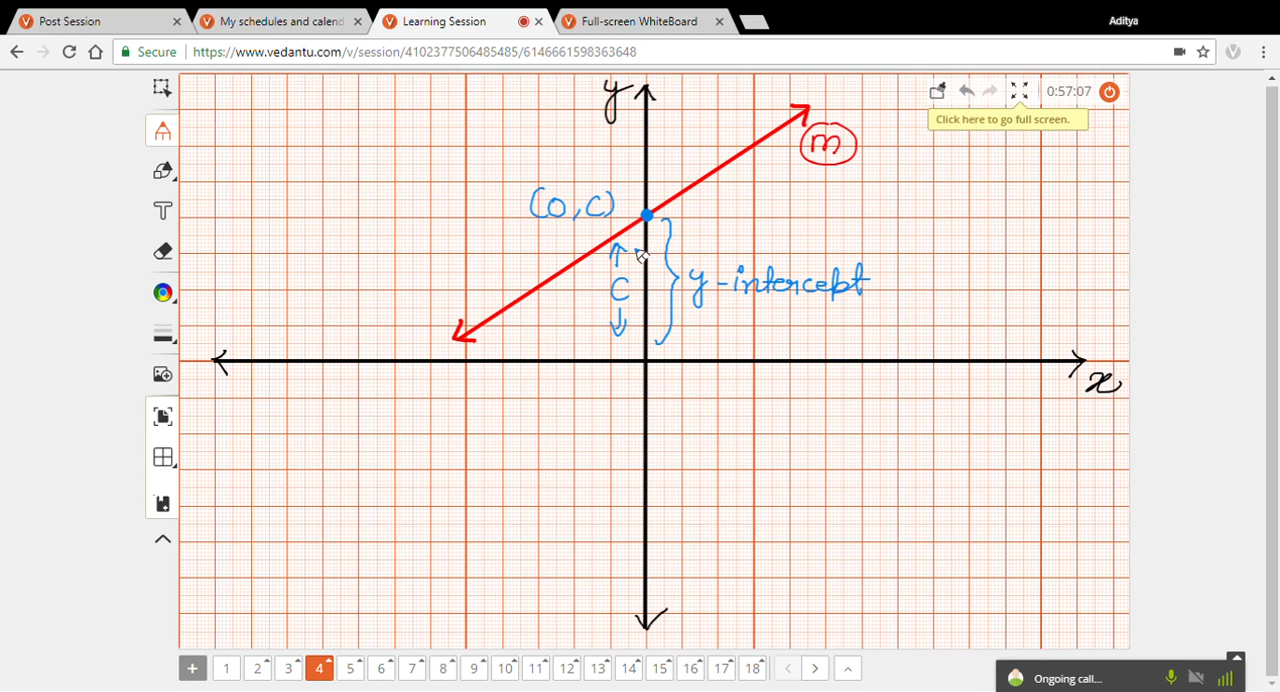 Aditya
Post Session
My schedules and calend
Learning Session
Full-screen WhiteBoard
Secure
https://www.vedantu.com/v/session/4102377506485485/6146661598363648
0:57:07
Click here to go full screen.
y
m
(0,C)
C
y-intercept
x
1 2 3 4 5 6 7 8 9 10 11 12 13 14 15 16 17 18
Ongoing call...